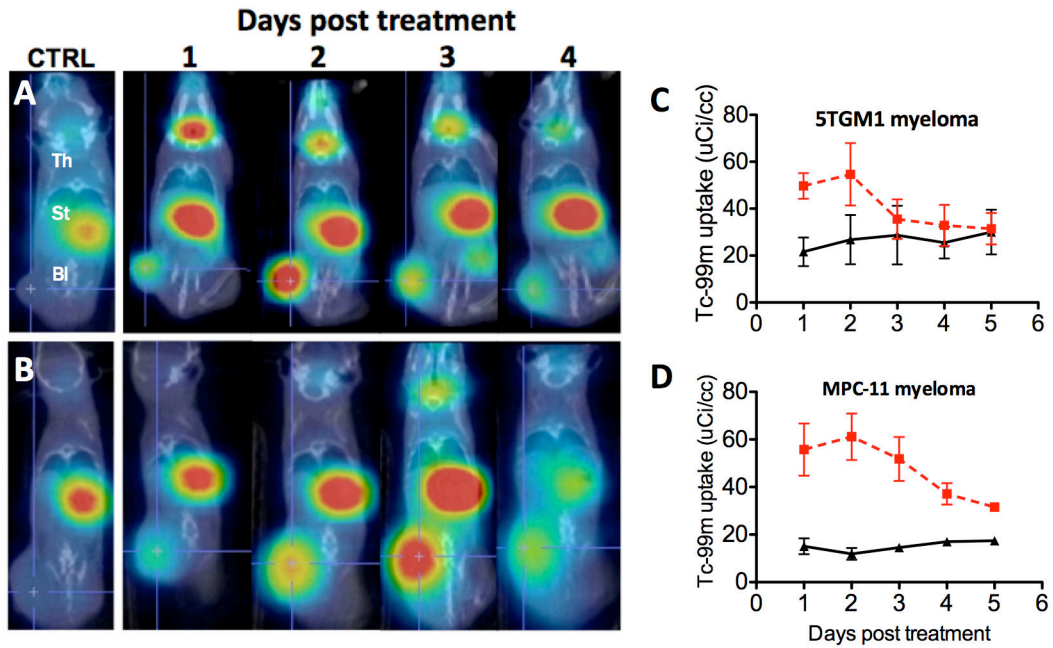 Days post treatment
CTRL 1 2 3 4
A
Th
St
Bl
B
C
5TGM1 myeloma
Tc-99m uptake (uCi/cc)
80
60
40
20
0
0 1 2 3 4 5 6
D
MPC-11 myeloma
Tc-99m uptake (uCi/cc)
80
60
40
20
0
0 1 2 3 4 5 6
Days post treatment